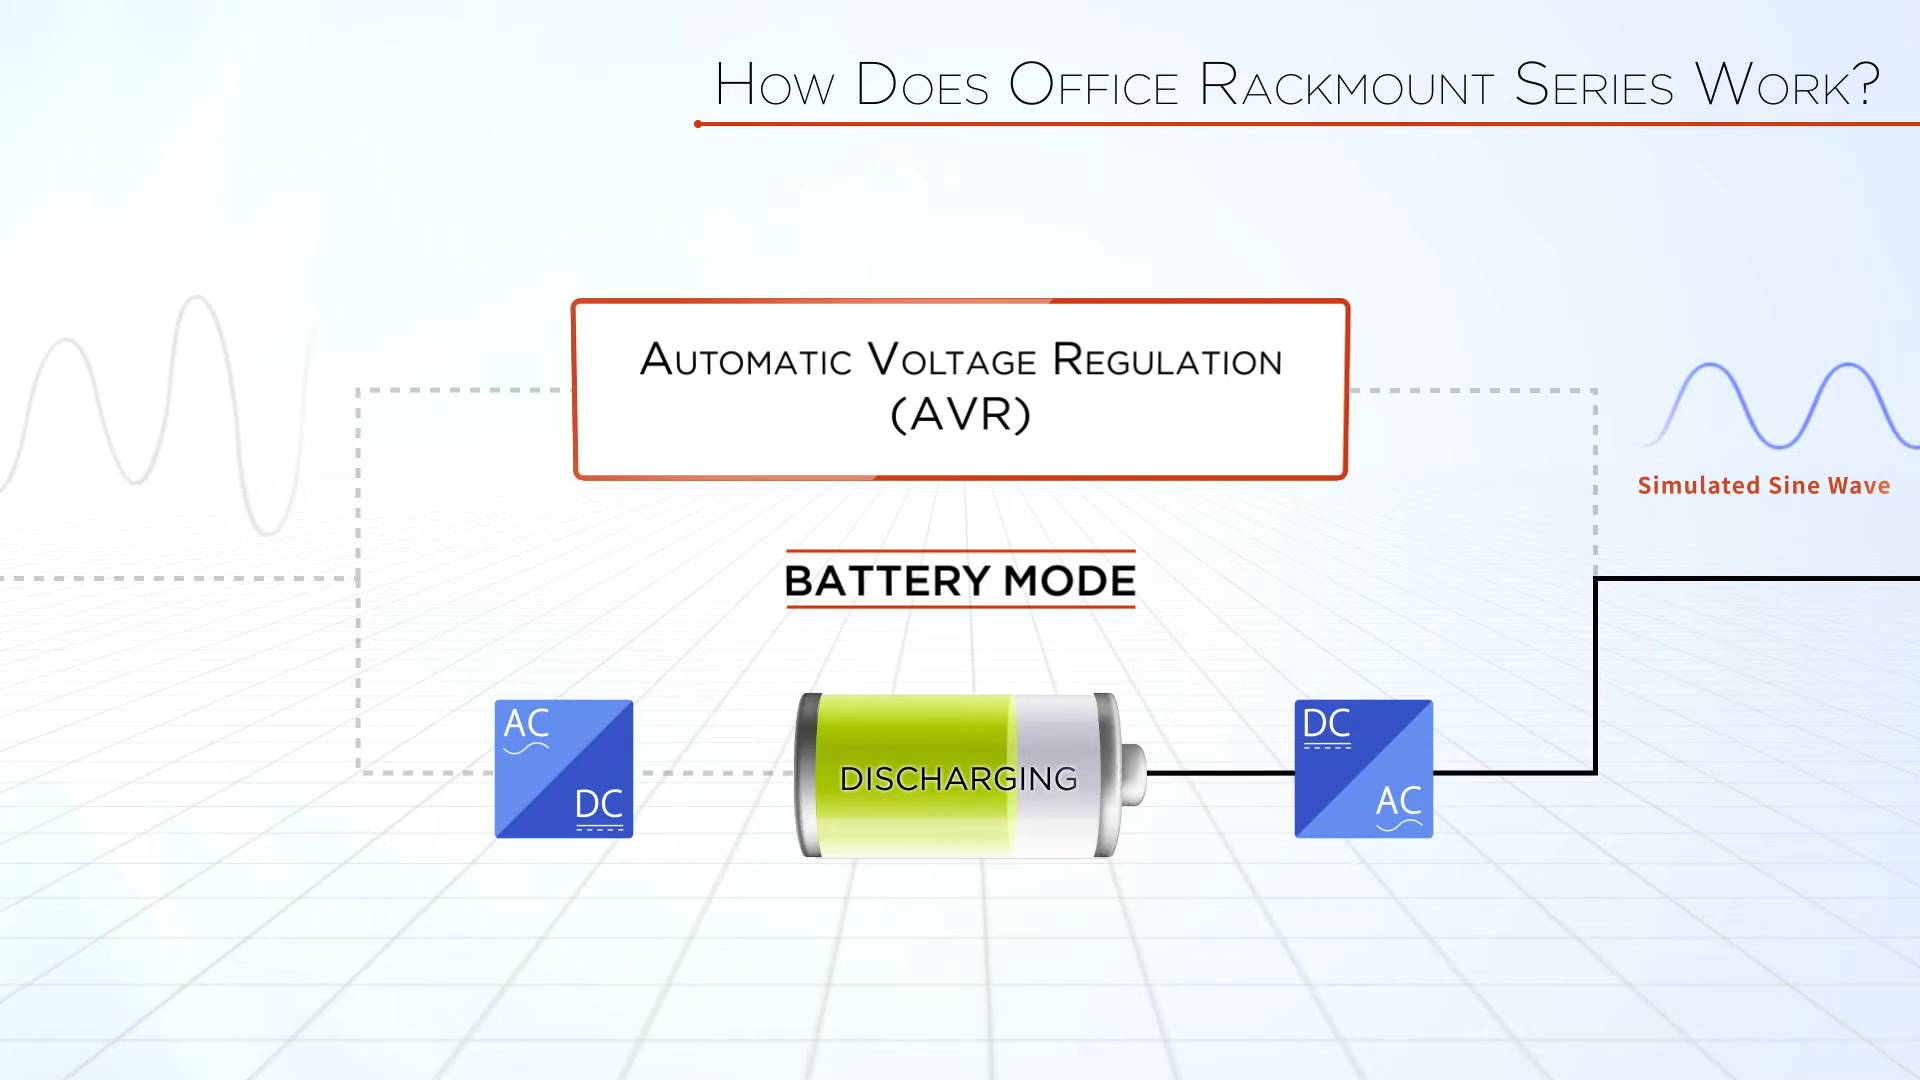 How Does Office Rackmount Series Work?
Automatic Voltage Regulation
(AVR)
Simulated Sine Wave
BATTERY MODE
AC
DC
DISCHARGING
DC
AC